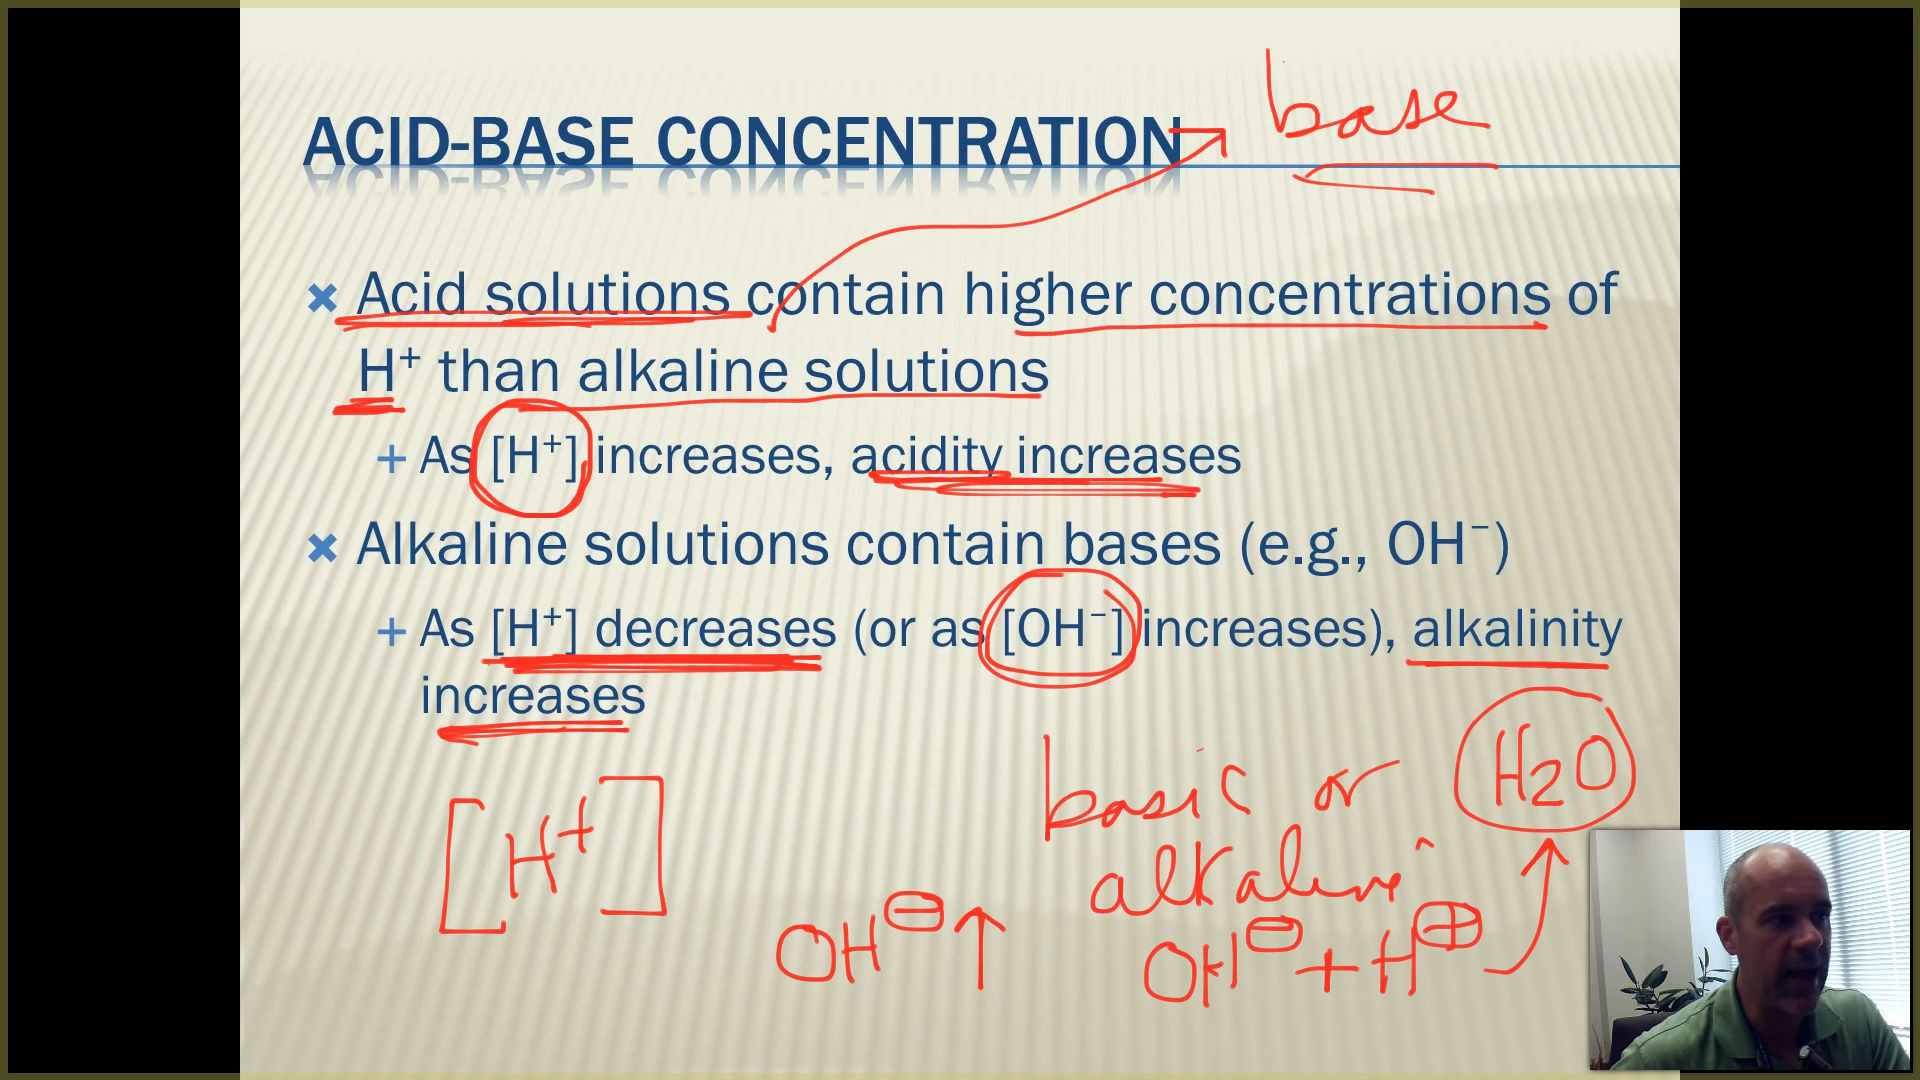 base
ACID-BASE CONCENTRATION
Acid solutions contain higher concentrations of
H⁺ than alkaline solutions
As [H⁺] increases, acidity increases
Alkaline solutions contain bases (e.g., OH⁻)
As [H⁺] decreases (or as [OH⁻] increases), alkalinity
increases
[H⁺]
basic or
alkaline
H2O
OH⊖↑
OH⊖ + H⊕